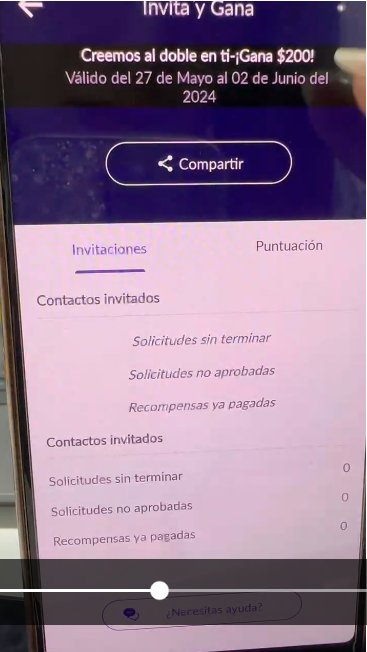 Invita y Gana
Creemos al doble en ti-¡Gana $200!
Válido del 27 de Mayo al 02 de Junio del
2024
Compartir
Invitaciones
Puntuación
Contactos invitados
Solicitudes sin terminar
Solicitudes no aprobadas
Recompensas ya pagadas
Contactos invitados
Solicitudes sin terminar 0
Solicitudes no aprobadas 0
Recompensas ya pagadas 0
¿Necesitas ayuda?